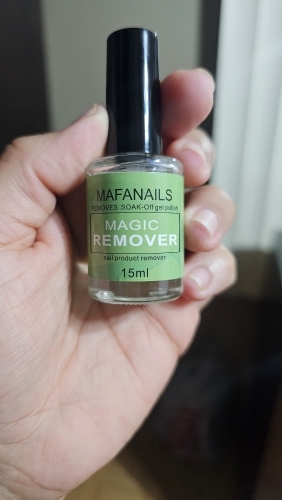 MAFANAILS
REMOVES SOAK-Off gel polish
MAGIC
REMOVER
nail product remover
15ml